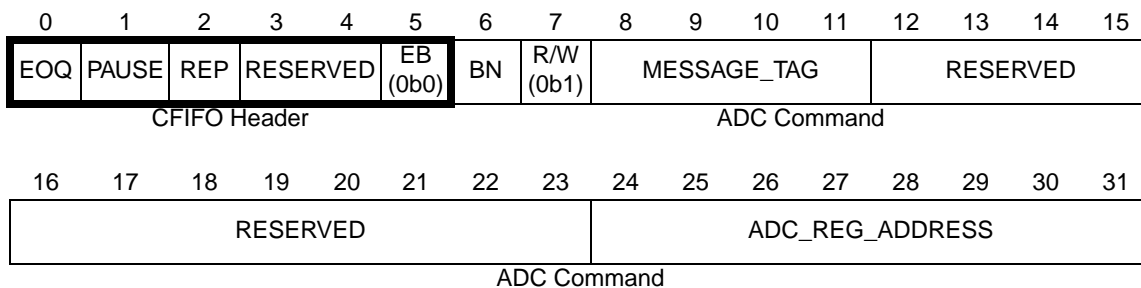 0 1 2 3 4 5 6 7 8 9 10 11 12 13 14 15
EOQ PAUSE REP RESERVED EB (0b0) BN R/W (0b1) MESSAGE_TAG RESERVED
CFIFO Header ADC Command
16 17 18 19 20 21 22 23 24 25 26 27 28 29 30 31
RESERVED ADC_REG_ADDRESS
ADC Command